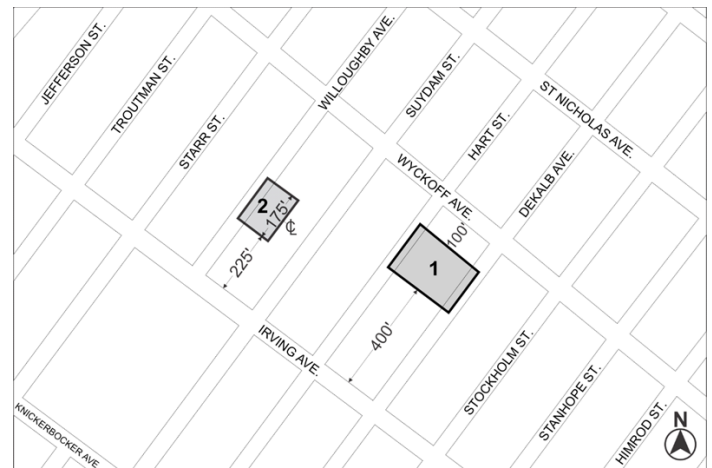 JEFFERSON ST.
TROUTMAN ST.
STARR ST.
WILLOUGHBY AVE.
SUYDAM ST.
HART ST.
ST NICHOLAS AVE.
WYCKOFF AVE.
DEKALB AVE.
2
175'
℄
225'
100'
1
400'
IRVING AVE.
STOCKHOLM ST.
STANHOPE ST.
HIMROD ST.
KNICKERBOCKER AVE
N